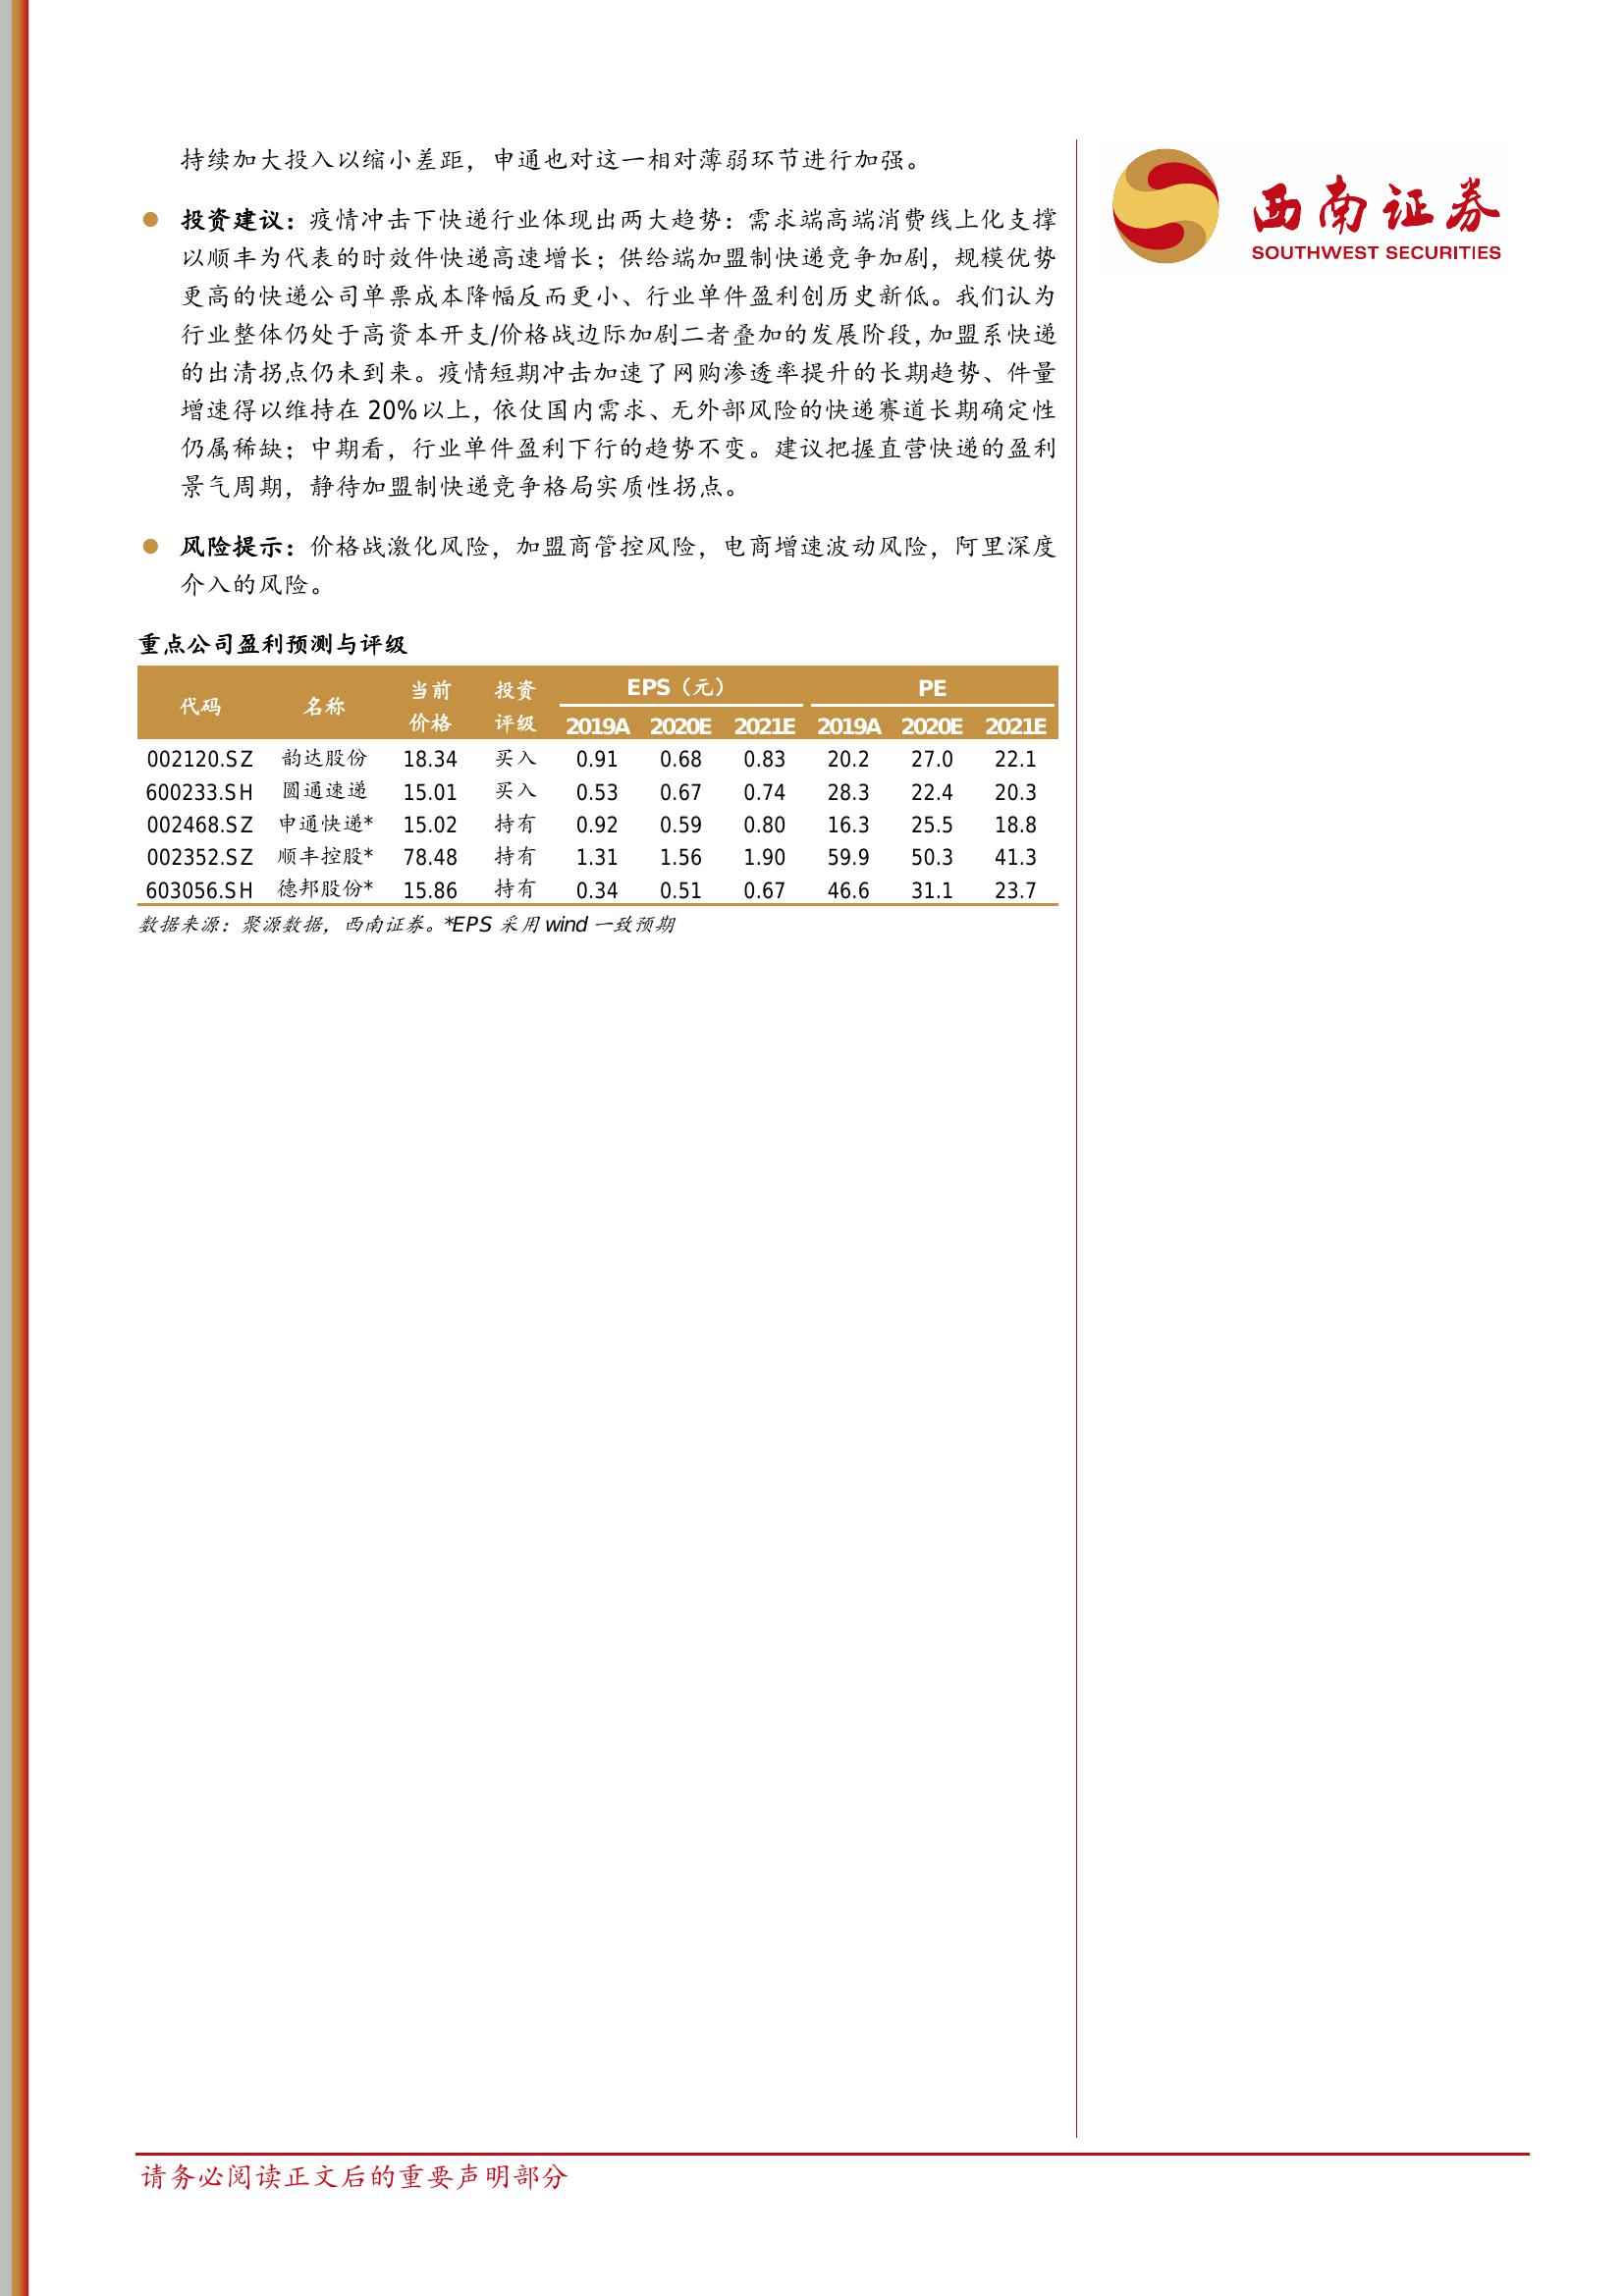 持续加大投入以缩小差距，申通也对这一相对薄弱环节进行加强。
西南证券
SOUTHWEST SECURITIES
投资建议：疫情冲击下快递行业体现出两大趋势：需求端高端消费线上化支撑
以顺丰为代表的时效件快递高速增长；供给端加盟制快递竞争加剧，规模优势
更高的快递公司单票成本降幅反而更小、行业单件盈利创历史新低。我们认为
行业整体仍处于高资本开支/价格战边际加剧二者叠加的发展阶段，加盟系快递
的出清拐点仍未到来。疫情短期冲击加速了网购渗透率提升的长期趋势、件量
增速得以维持在 20%以上，依仗国内需求、无外部风险的快递赛道长期确定性
仍属稀缺；中期看，行业单件盈利下行的趋势不变。建议把握直营快递的盈利
景气周期，静待加盟制快递竞争格局实质性拐点。
风险提示：价格战激化风险，加盟商管控风险，电商增速波动风险，阿里深度
介入的风险。
重点公司盈利预测与评级
代码 名称 当前价格 投资评级 EPS（元） PE
2019A 2020E 2021E 2019A 2020E 2021E
002120.SZ 韵达股份 18.34 买入 0.91 0.68 0.83 20.2 27.0 22.1
600233.SH 圆通速递 15.01 买入 0.53 0.67 0.74 28.3 22.4 20.3
002468.SZ 申通快递* 15.02 持有 0.92 0.59 0.80 16.3 25.5 18.8
002352.SZ 顺丰控股* 78.48 持有 1.31 1.56 1.90 59.9 50.3 41.3
603056.SH 德邦股份* 15.86 持有 0.34 0.51 0.67 46.6 31.1 23.7
数据来源：聚源数据，西南证券。*EPS 采用 wind 一致预期
请务必阅读正文后的重要声明部分